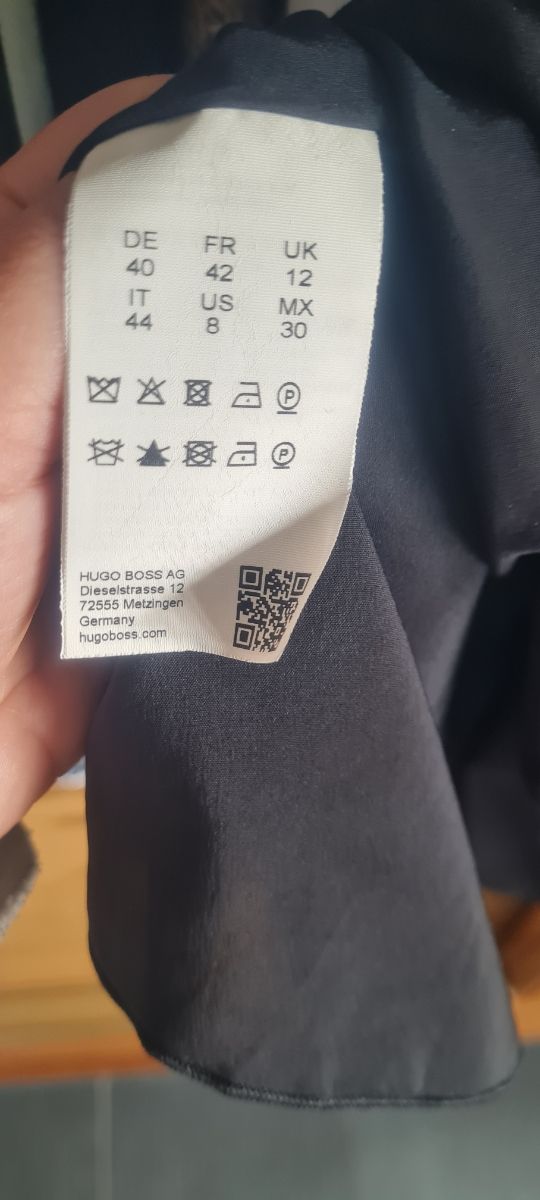 DE FR UK
40 42 12
IT US MX
44 8 30
P
P
HUGO BOSS AG
Dieselstrasse 12
72555 Metzingen
Germany
hugoboss.com